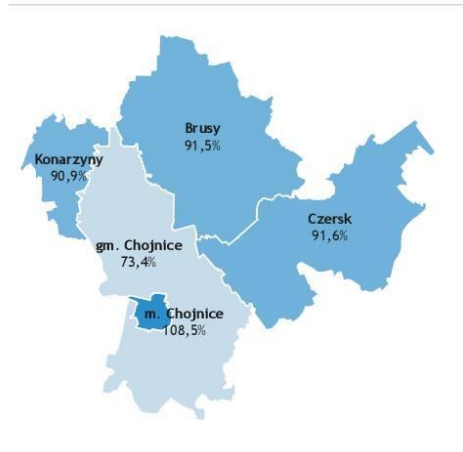 Brusy
91,5%
Konarzyny
90,9%
Czersk
91,6%
gm. Chojnice
73,4%
m. Chojnice
108,5%